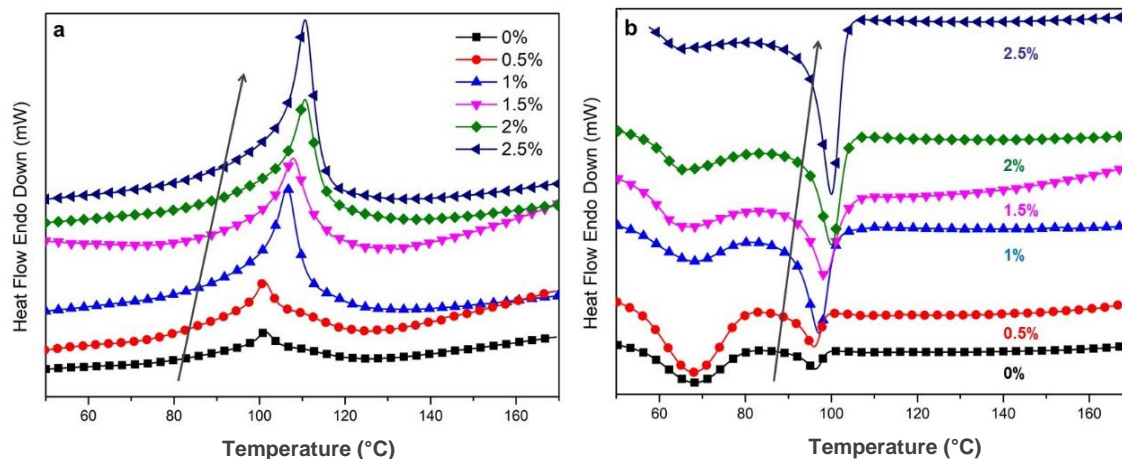 a
0%
0.5%
1%
1.5%
2%
2.5%
Heat Flow Endo Down (mW)
60 80 100 120 140 160
Temperature (°C)
b
2.5%
2%
1.5%
1%
0.5%
0%
Heat Flow Endo Down (mW)
60 80 100 120 140 160
Temperature (°C)